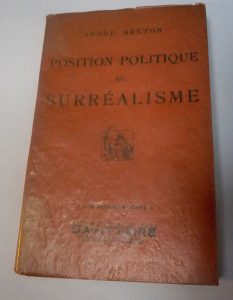 ANDRÉ BRETON
POSITION POLITIQUE
DU
SURRÉALISME
SAGITTAIRE